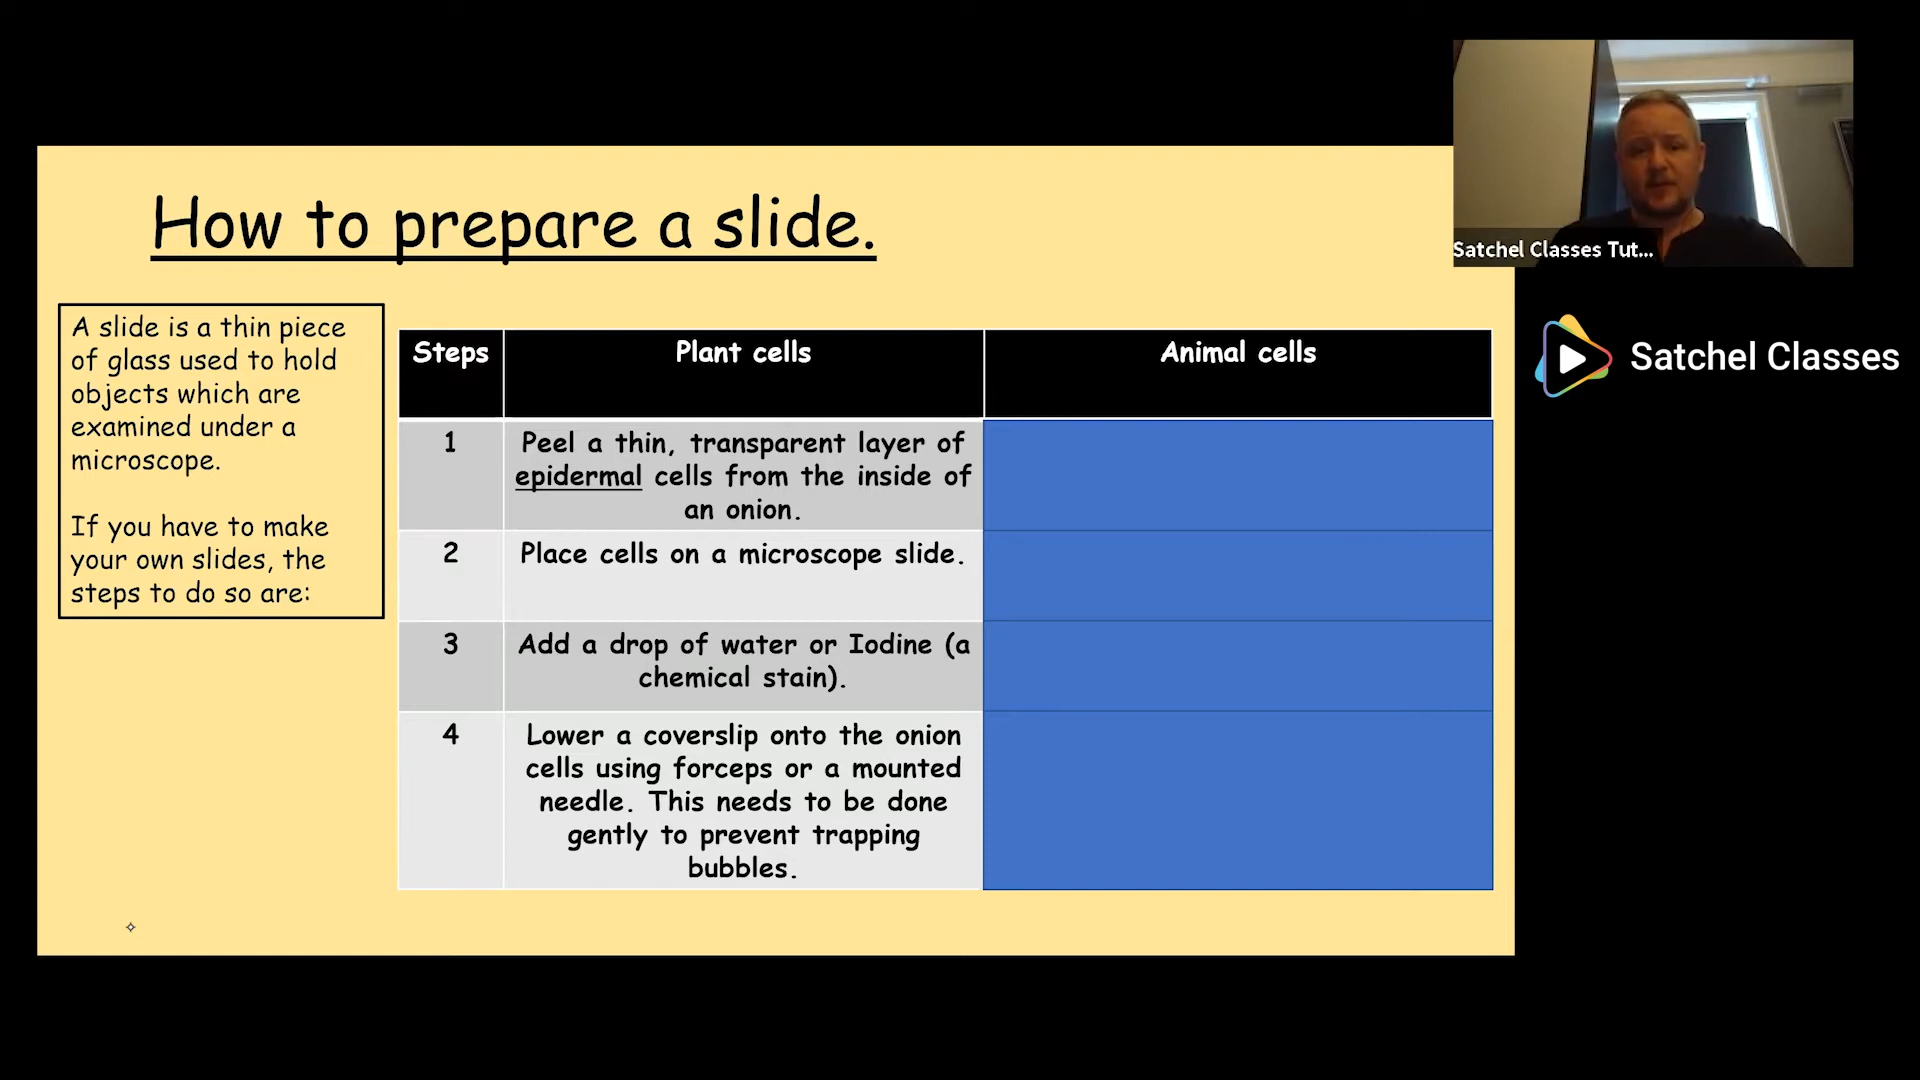 How to prepare a slide.
A slide is a thin piece
of glass used to hold
objects which are
examined under a
microscope.
If you have to make
your own slides, the
steps to do so are:
Steps
Plant cells
Animal cells
1
Peel a thin, transparent layer of
epidermal cells from the inside of
an onion.
2
Place cells on a microscope slide.
3
Add a drop of water or Iodine (a
chemical stain).
4
Lower a coverslip onto the onion
cells using forceps or a mounted
needle. This needs to be done
gently to prevent trapping
bubbles.
Satchel Classes Tut...
Satchel Classes